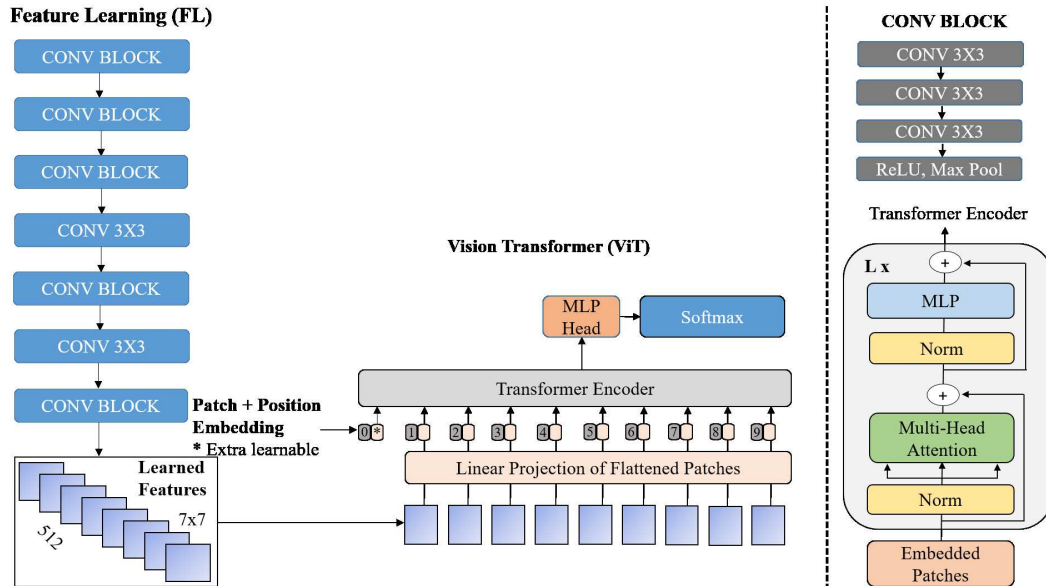 Feature Learning (FL)
CONV BLOCK
CONV BLOCK
CONV BLOCK
CONV 3X3
CONV BLOCK
CONV 3X3
CONV BLOCK
Learned
Features
7x7
512
Patch + Position
Embedding
* Extra learnable
Vision Transformer (ViT)
MLP
Head
Softmax
Transformer Encoder
0 * 1 2 3 4 5 6 7 8 9
Linear Projection of Flattened Patches
CONV BLOCK
CONV 3X3
CONV 3X3
CONV 3X3
ReLU, Max Pool
Transformer Encoder
L x
+
MLP
Norm
+
Multi-Head
Attention
Norm
Embedded
Patches